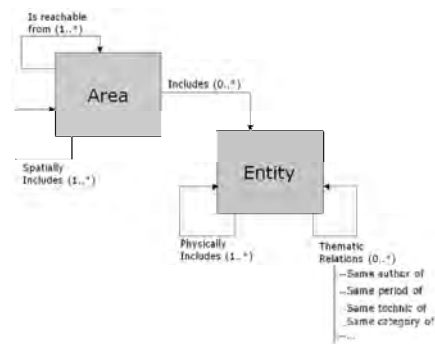 Is reachable
from (1..*)
Area
Includes (0..*)
Spatially
Includes (1..*)
Entity
Physically
Includes (1..*)
Thematic
Relations (0..*)
--Same author of
--Same period of
Same technic of
Same category of
--...